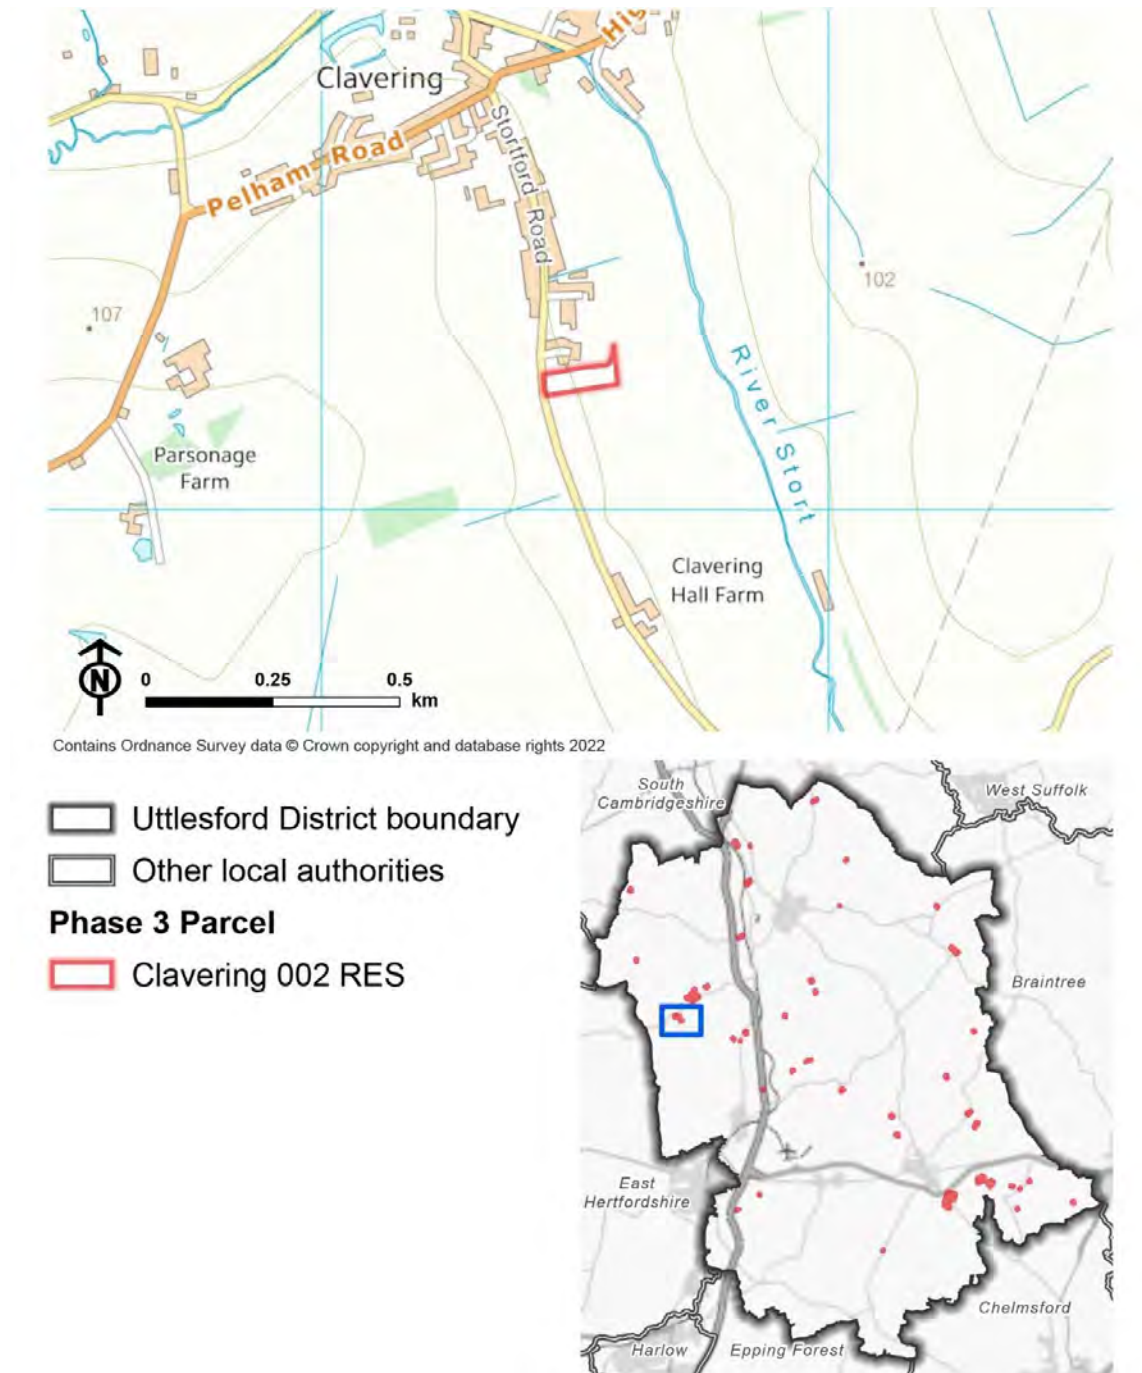 Hig
Clavering
Stortford Road
Pelham Road
102
107
River Stort
Parsonage
Farm
Clavering
Hall Farm
N
0 0.25 0.5
km
Contains Ordnance Survey data © Crown copyright and database rights 2022
South
Cambridgeshire
West Suffolk
Uttlesford District boundary
Other local authorities
Phase 3 Parcel
Clavering 002 RES
Braintree
East
Hertfordshire
Chelmsford
Harlow
Epping Forest